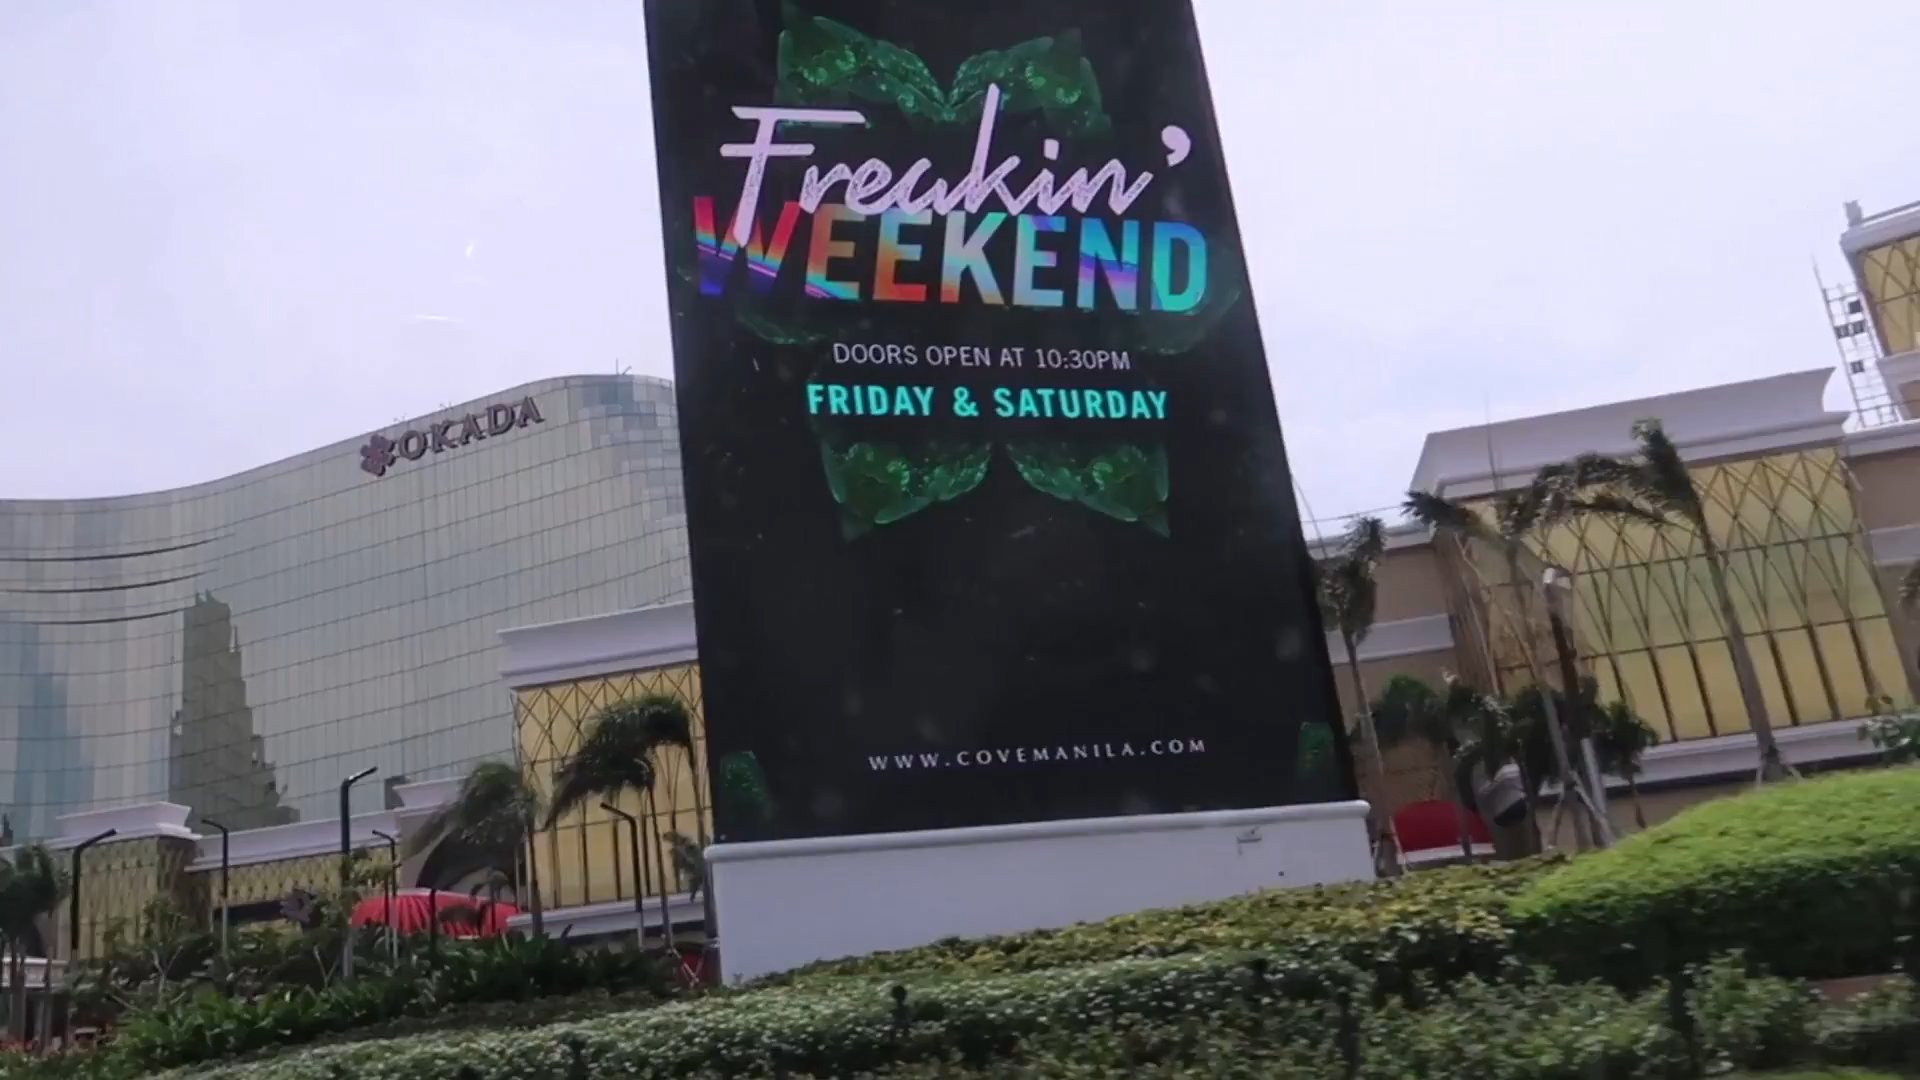 Freakin'
WEEKEND
DOORS OPEN AT 10:30PM
FRIDAY & SATURDAY
OKADA
WWW.COVEMANILA.COM